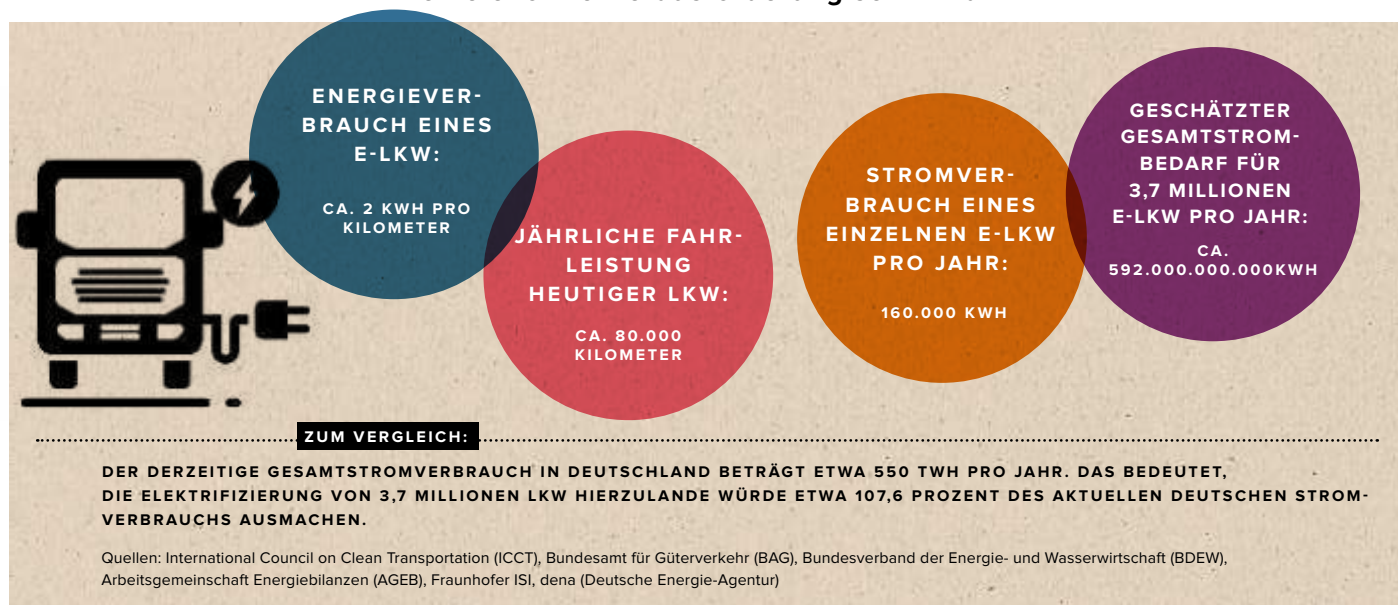 ENERGIEVER-
BRAUCH EINES
E-LKW:
CA. 2 KWH PRO
KILOMETER
JÄHRLICHE FAHR-
LEISTUNG
HEUTIGER LKW:
CA. 80.000
KILOMETER
STROMVER-
BRAUCH EINES
EINZELNEN E-LKW
PRO JAHR:
160.000 KWH
GESCHÄTZTER
GESAMTSTROM-
BEDARF FÜR
3,7 MILLIONEN
E-LKW PRO JAHR:
CA.
592.000.000.000KWH
ZUM VERGLEICH:
DER DERZEITIGE GESAMTSTROMVERBRAUCH IN DEUTSCHLAND BETRÄGT ETWA 550 TWH PRO JAHR. DAS BEDEUTET,
DIE ELEKTRIFIZIERUNG VON 3,7 MILLIONEN LKW HIERZULANDE WÜRDE ETWA 107,6 PROZENT DES AKTUELLEN DEUTSCHEN STROM-
VERBRAUCHS AUSMACHEN.
Quellen: International Council on Clean Transportation (ICCT), Bundesamt für Güterverkehr (BAG), Bundesverband der Energie- und Wasserwirtschaft (BDEW),
Arbeitsgemeinschaft Energiebilanzen (AGEB), Fraunhofer ISI, dena (Deutsche Energie-Agentur)